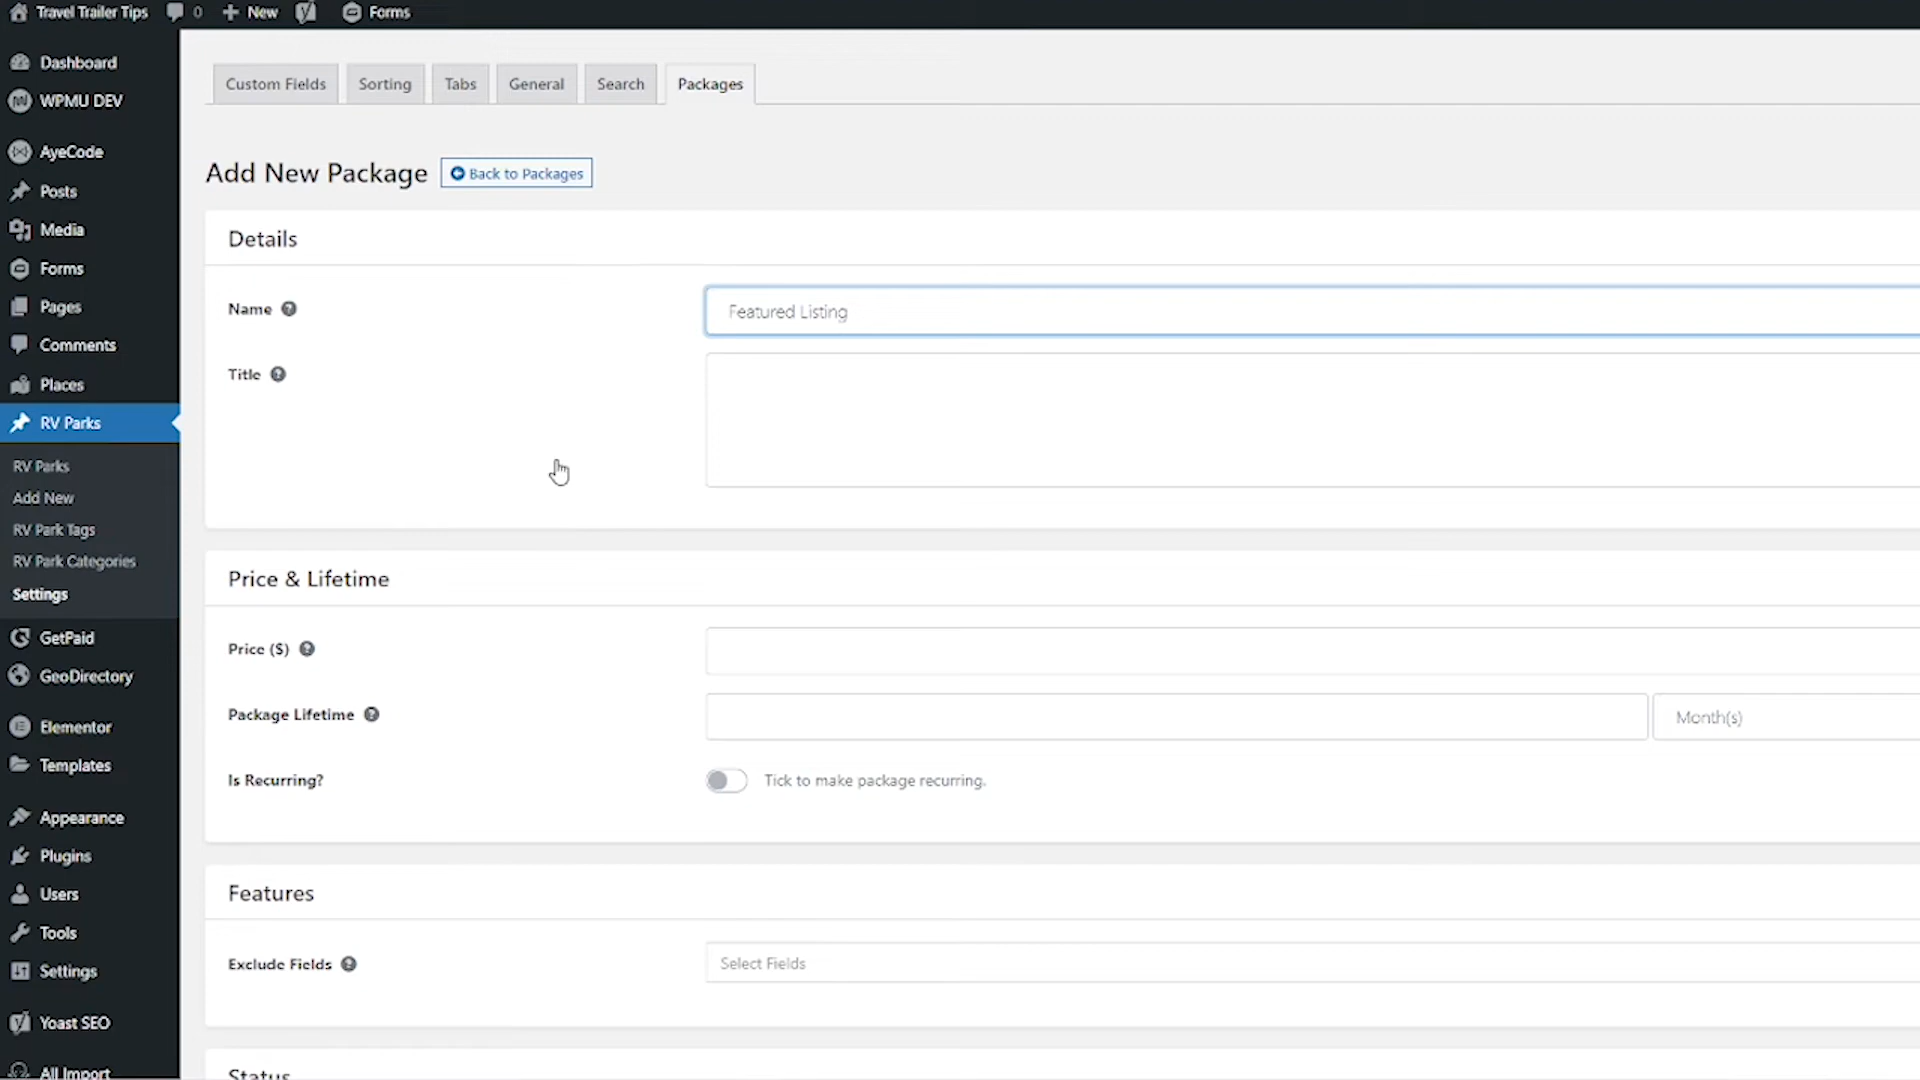 Travel Trailer Tips 0 New Forms
Dashboard
WPMU DEV
AyeCode
Posts
Media
Forms
Pages
Comments
Places
RV Parks
RV Parks
Add New
RV Park Tags
RV Park Categories
Settings
GetPaid
GeoDirectory
Elementor
Templates
Appearance
Plugins
Users
Tools
Settings
Yoast SEO
All Import
Custom Fields Sorting Tabs General Search Packages
Add New Package Back to Packages
Details
Name Featured Listing
Title
Price & Lifetime
Price ($)
Package Lifetime Month(s)
Is Recurring? Tick to make package recurring.
Features
Exclude Fields Select Fields
Status